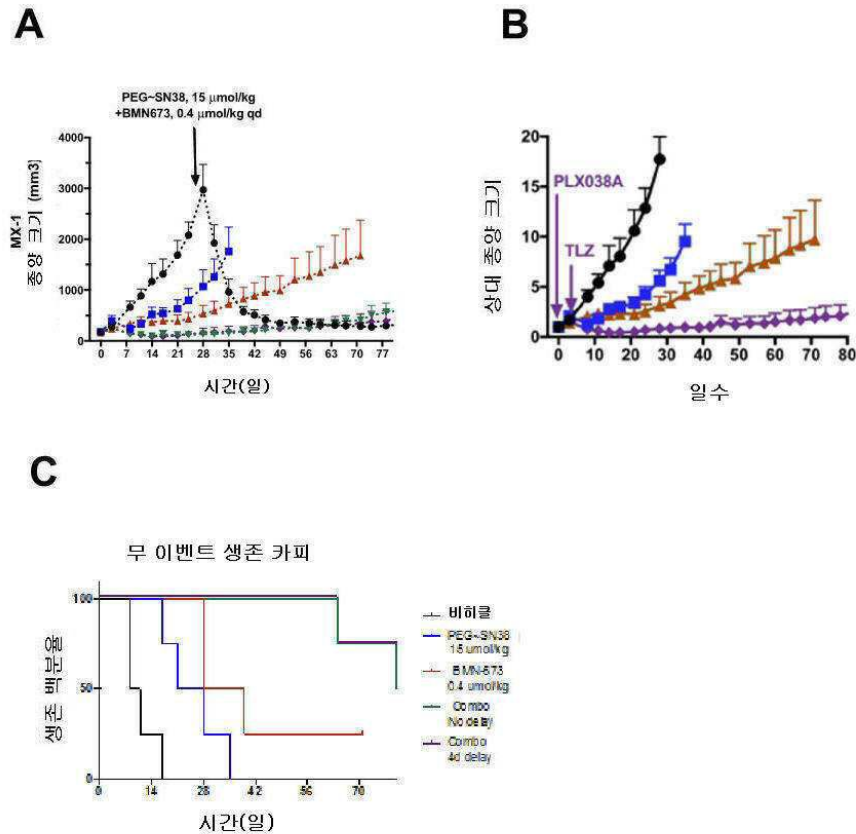 A
PEG~SN38, 15 μmol/kg
+BMN673, 0.4 μmol/kg qd
MX-1
종양 크기 (mm3)
4000
3000
2000
1000
0
0
7
14
21
28
35
42
49
56
63
70
77
시간(일)
B
상대 종양 크기
20
15
10
5
0
PLX038A
TLZ
0
10
20
30
40
50
60
70
80
일수
C
무 이벤트 생존 카피
생존 백분율
100
50
0
0
14
28
42
56
70
시간(일)
비히클
PEG~SN38
15 umol/kg
BMN-673
0.4 umol/kg
Combo
No delay
Combo
4d delay